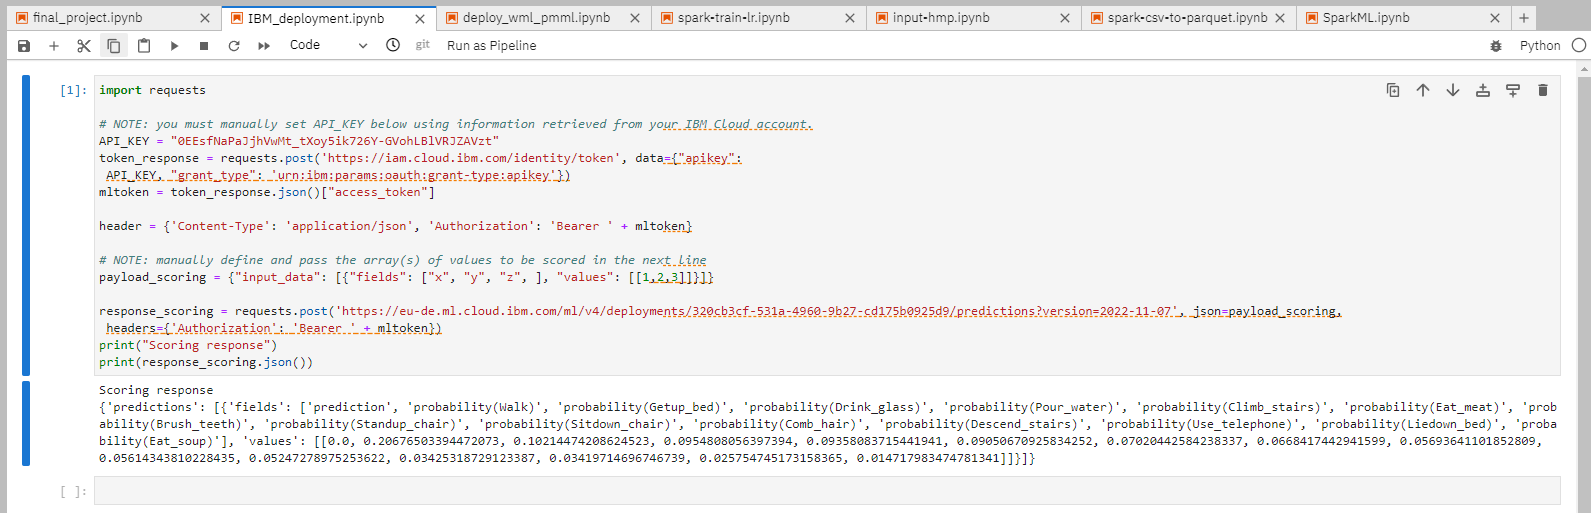 final_project.ipynb IBM_deployment.ipynb deploy_wml_pmml.ipynb spark-train-lr.ipynb input-hmp.ipynb spark-csv-to-parquet.ipynb SparkML.ipynb
Code git Run as Pipeline Python
[1]: import requests
# NOTE: you must manually set API_KEY below using information retrieved from your IBM Cloud account.
API_KEY = "0EEsfNaPaJjhVwMt_tXoy5ik726Y-GVohLBlVRJZAVzt"
token_response = requests.post('https://iam.cloud.ibm.com/identity/token', data={"apikey":
API_KEY, "grant_type": 'urn:ibm:params:oauth:grant-type:apikey'})
mltoken = token_response.json()["access_token"]
header = {'Content-Type': 'application/json', 'Authorization': 'Bearer ' + mltoken}
# NOTE: manually define and pass the array(s) of values to be scored in the next line
payload_scoring = {"input_data": [{"fields": ["x", "y", "z", ], "values": [[1,2,3]]}]}
response_scoring = requests.post('https://eu-de.ml.cloud.ibm.com/ml/v4/deployments/320cb3cf-531a-4960-9b27-cd175b0925d9/predictions?version=2022-11-07', json=payload_scoring,
headers={'Authorization': 'Bearer ' + mltoken})
print("Scoring response")
print(response_scoring.json())
Scoring response
{'predictions': [{'fields': ['prediction', 'probability(Walk)', 'probability(Getup_bed)', 'probability(Drink_glass)', 'probability(Pour_water)', 'probability(Climb_stairs)', 'probability(Eat_meat)', 'prob
ability(Brush_teeth)', 'probability(Standup_chair)', 'probability(Sitdown_chair)', 'probability(Comb_hair)', 'probability(Descend_stairs)', 'probability(Use_telephone)', 'probability(Liedown_bed)', 'proba
bility(Eat_soup)'], 'values': [[0.0, 0.20676503394472073, 0.10214474208624523, 0.0954808056397394, 0.09358083715441941, 0.09050670925834252, 0.07020442584238337, 0.0668417442941599, 0.05693641101852809,
0.05614343810228435, 0.05247278975253622, 0.03425318729123387, 0.03419714696746739, 0.025754745173158365, 0.014717983474781341]]}]}
[ ]: